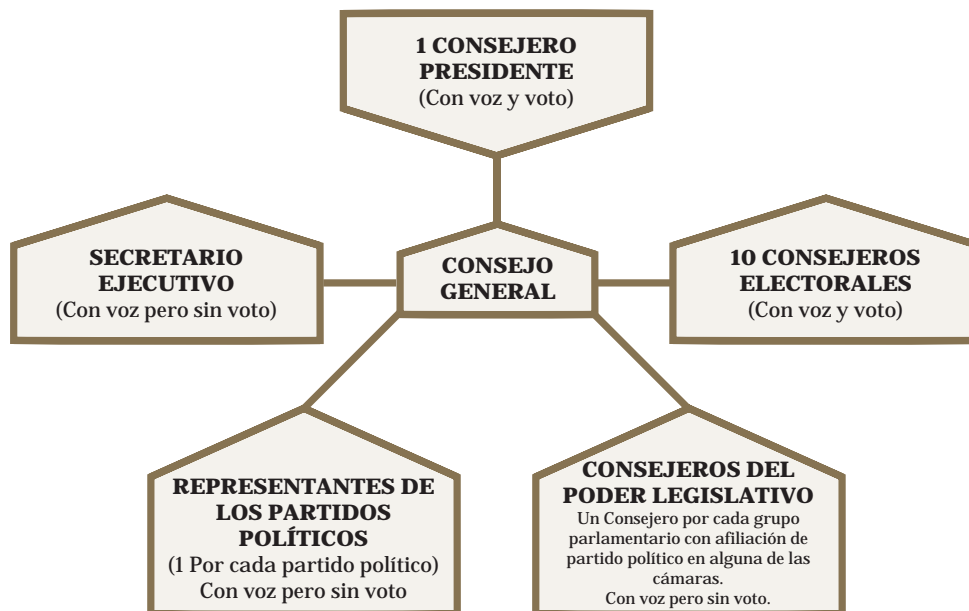 1 CONSEJERO
PRESIDENTE
(Con voz y voto)
SECRETARIO
EJECUTIVO
(Con voz pero sin voto)
CONSEJO
GENERAL
10 CONSEJEROS
ELECTORALES
(Con voz y voto)
REPRESENTANTES DE
LOS PARTIDOS
POLÍTICOS
(1 Por cada partido político)
Con voz pero sin voto
CONSEJEROS DEL
PODER LEGISLATIVO
Un Consejero por cada grupo
parlamentario con afiliación de
partido político en alguna de las
cámaras.
Con voz pero sin voto.